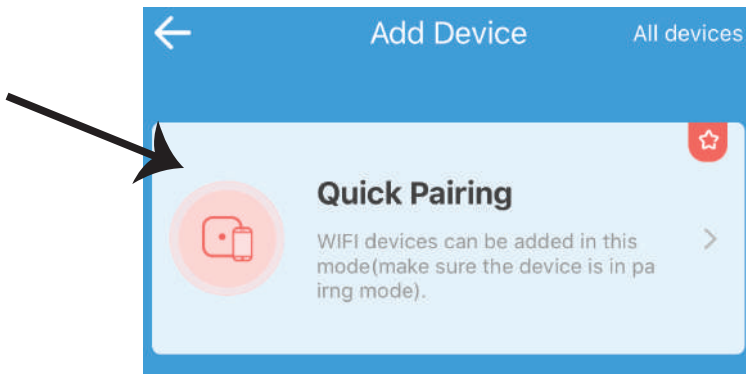 Add Device
All devices
Quick Pairing
WIFI devices can be added in this
mode(make sure the device is in pa
irng mode).